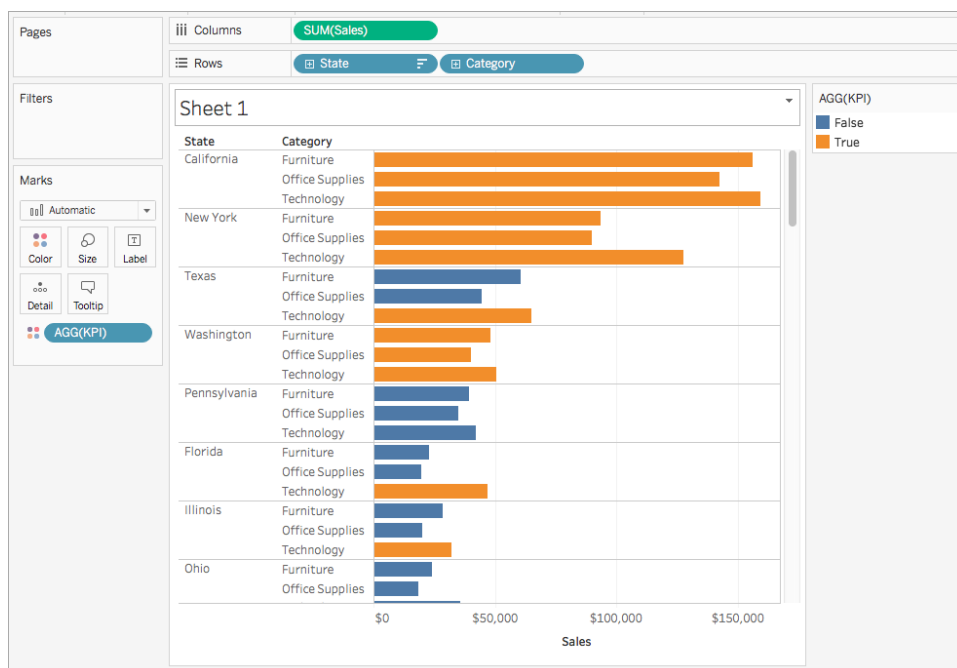 Pages
Columns
SUM(Sales)
Rows
State
Category
Filters
Marks
Automatic
Color
Size
Label
Detail
Tooltip
AGG(KPI)
Sheet 1
State Category
California Furniture
Office Supplies
Technology
New York Furniture
Office Supplies
Technology
Texas Furniture
Office Supplies
Technology
Washington Furniture
Office Supplies
Technology
Pennsylvania Furniture
Office Supplies
Technology
Florida Furniture
Office Supplies
Technology
Illinois Furniture
Office Supplies
Technology
Ohio Furniture
Office Supplies
$0 $50,000 $100,000 $150,000
Sales
AGG(KPI)
False
True